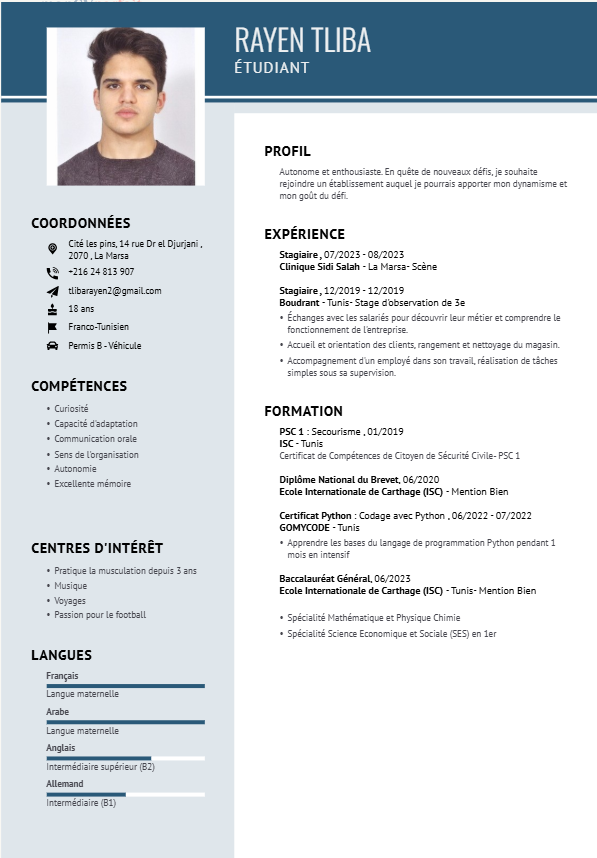 RAYEN TLIBA
ÉTUDIANT
COORDONNÉES
Cité les pins, 14 rue Dr el Djurjani ,
2070 , La Marsa
+216 24 813 907
tlibarayen2@gmail.com
18 ans
Franco-Tunisien
Permis B - Véhicule
COMPÉTENCES
• Curiosité
• Capacité d'adaptation
• Communication orale
• Sens de l'organisation
• Autonomie
• Excellente mémoire
CENTRES D'INTÉRÊT
• Pratique la musculation depuis 3 ans
• Musique
• Voyages
• Passion pour le football
LANGUES
Français
Langue maternelle
Arabe
Langue maternelle
Anglais
Intermédiaire supérieur (B2)
Allemand
Intermédiaire (B1)
PROFIL
Autonome et enthousiaste. En quête de nouveaux défis, je souhaite
rejoindre un établissement auquel je pourrais apporter mon dynamisme et
mon goût du défi.
EXPÉRIENCE
Stagiaire , 07/2023 - 08/2023
Clinique Sidi Salah - La Marsa- Scène
Stagiaire , 12/2019 - 12/2019
Boudrant - Tunis- Stage d'observation de 3e
• Échanges avec les salariés pour découvrir leur métier et comprendre le
fonctionnement de l'entreprise.
• Accueil et orientation des clients, rangement et nettoyage du magasin.
• Accompagnement d'un employé dans son travail, réalisation de tâches
simples sous sa supervision.
FORMATION
PSC 1 : Secourisme , 01/2019
ISC - Tunis
Certificat de Compétences de Citoyen de Sécurité Civile- PSC 1
Diplôme National du Brevet, 06/2020
Ecole Internationale de Carthage (ISC) - Mention Bien
Certificat Python : Codage avec Python , 06/2022 - 07/2022
GOMYCODE - Tunis
• Apprendre les bases du langage de programmation Python pendant 1
mois en intensif
Baccalauréat Général, 06/2023
Ecole Internationale de Carthage (ISC) - Tunis- Mention Bien
• Spécialité Mathématique et Physique Chimie
• Spécialité Science Economique et Sociale (SES) en 1er